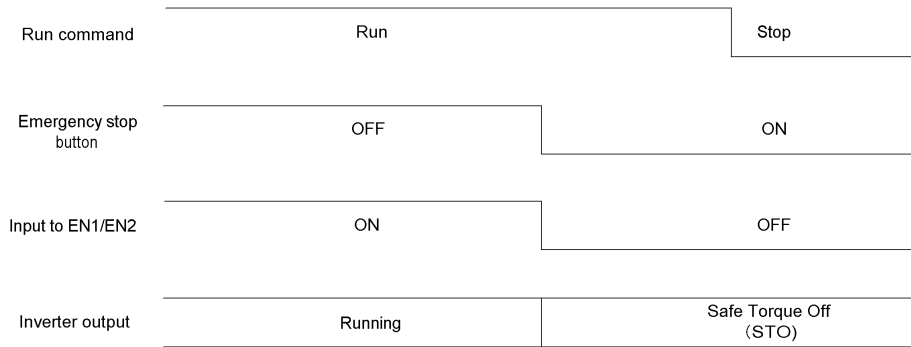 Run command
Run
Stop
Emergency stop
button
OFF
ON
Input to EN1/EN2
ON
OFF
Inverter output
Running
Safe Torque Off
(STO)